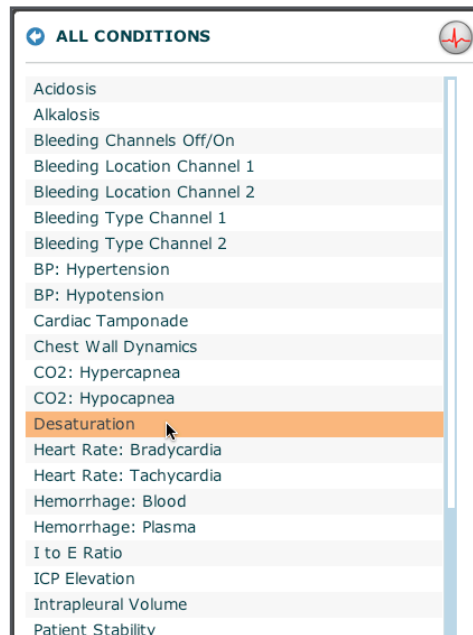 ALL CONDITIONS
Acidosis
Alkalosis
Bleeding Channels Off/On
Bleeding Location Channel 1
Bleeding Location Channel 2
Bleeding Type Channel 1
Bleeding Type Channel 2
BP: Hypertension
BP: Hypotension
Cardiac Tamponade
Chest Wall Dynamics
CO2: Hypercapnea
CO2: Hypocapnea
Desaturation
Heart Rate: Bradycardia
Heart Rate: Tachycardia
Hemorrhage: Blood
Hemorrhage: Plasma
I to E Ratio
ICP Elevation
Intrapleural Volume
Patient Stability